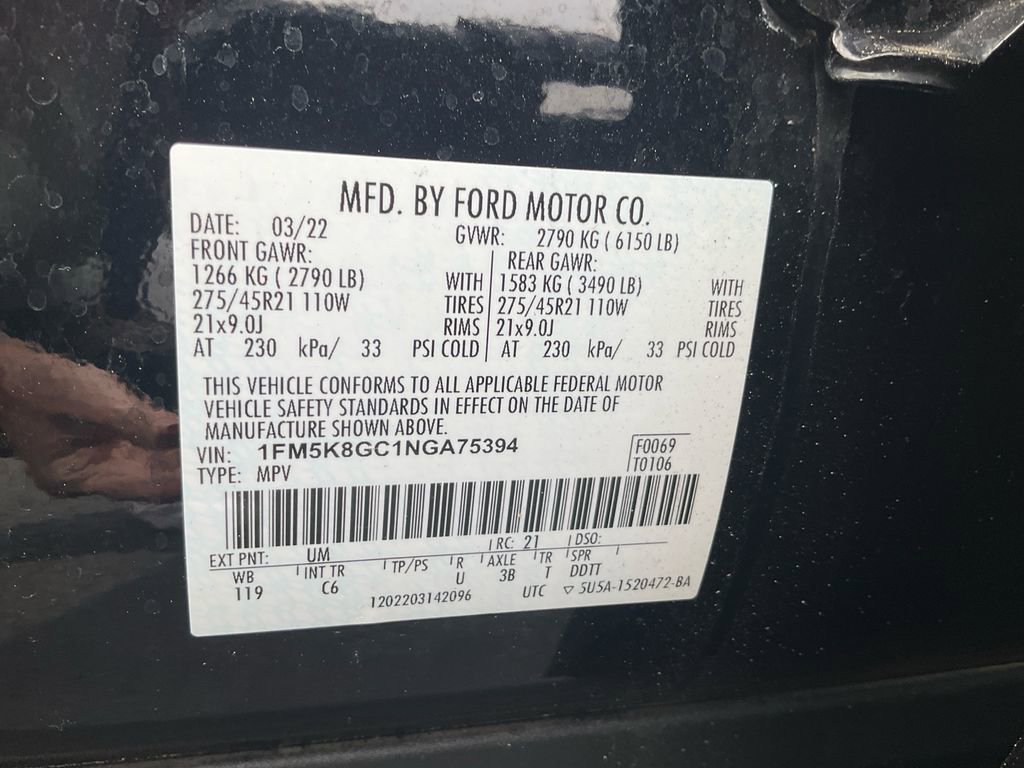 MFD. BY FORD MOTOR CO.
DATE: 03/22 GVWR: 2790 KG ( 6150 LB)
FRONT GAWR: REAR GAWR:
1266 KG ( 2790 LB) WITH 1583 KG ( 3490 LB) WITH
275/45R21 110W TIRES 275/45R21 110W TIRES
21x9.0J RIMS 21x9.0J RIMS
AT 230 kPa/ 33 PSI COLD AT 230 kPa/ 33 PSI COLD
THIS VEHICLE CONFORMS TO ALL APPLICABLE FEDERAL MOTOR
VEHICLE SAFETY STANDARDS IN EFFECT ON THE DATE OF
MANUFACTURE SHOWN ABOVE.
VIN: 1FM5K8GC1NGA75394 F0069
TYPE: MPV T0106
EXT PNT: UM RC: 21 DSO:
WB INT TR TP/PS R AXLE TR SPR
119 C6 U 3B T DDTT
1202203142096 UTC ▽ 5U5A-1520472-BA